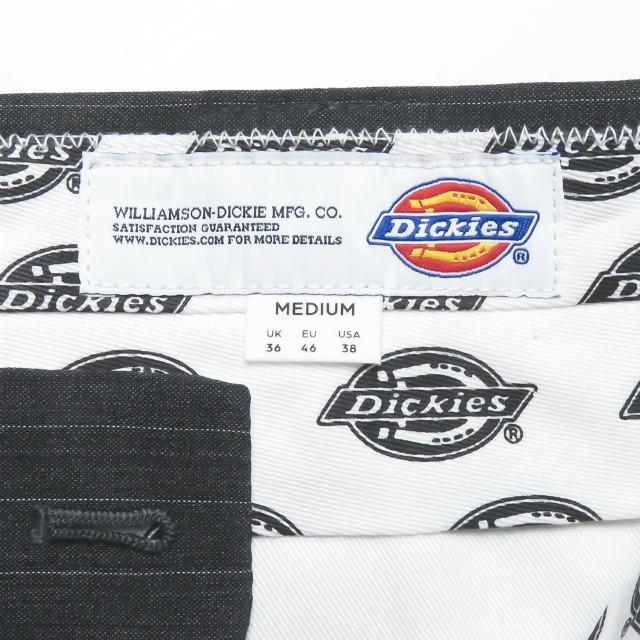 WILLIAMSON-DICKIE MFG. CO.
SATISFACTION GUARANTEED
WWW.DICKIES.COM FOR MORE DETAILS
Dickies ®
MEDIUM
UK EU USA
36 46 38
Dickies
Dickies
Dickies ®